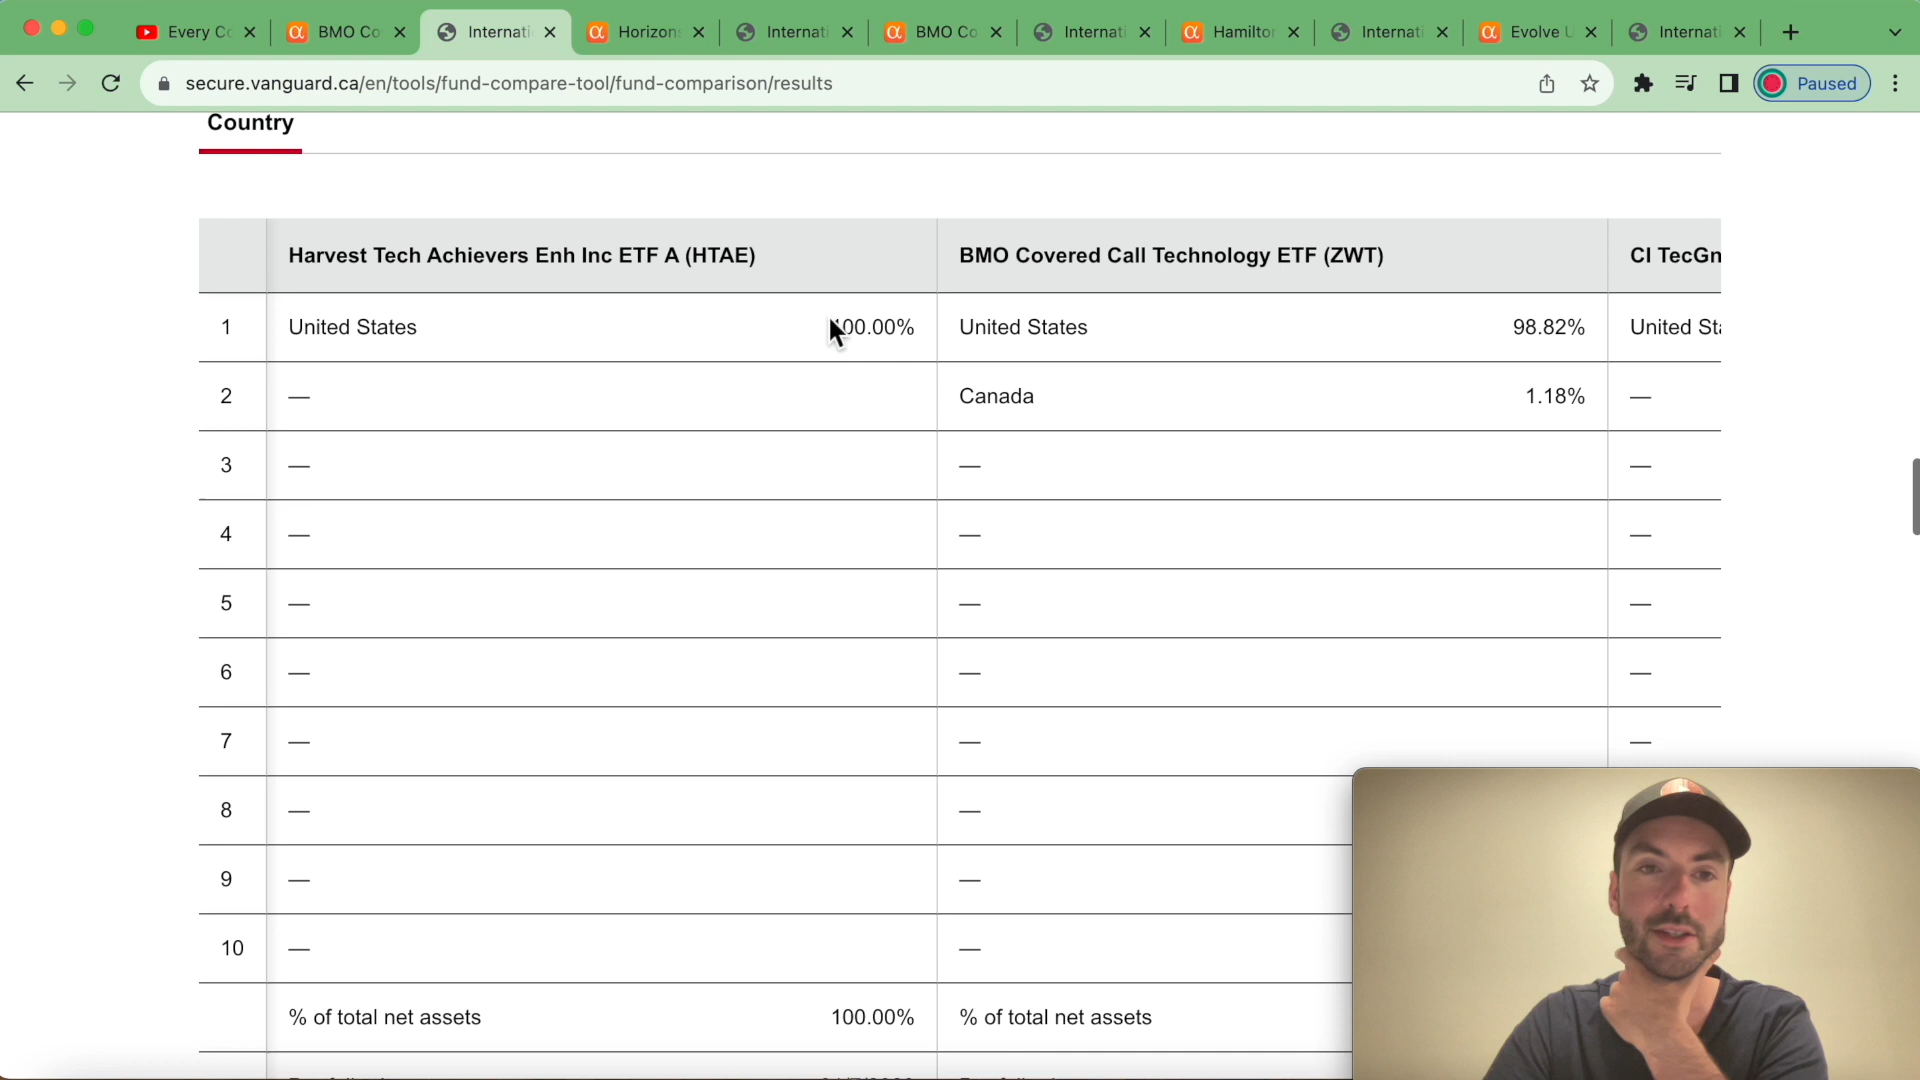 Every C
BMO Co
Internati
Horizon
Internati
BMO Co
Internati
Hamilto
Internati
Evolve U
Internati
secure.vanguard.ca/en/tools/fund-compare-tool/fund-comparison/results
Paused
Country
Harvest Tech Achievers Enh Inc ETF A (HTAE) BMO Covered Call Technology ETF (ZWT) CI TecGn
1 United States 100.00% United States 98.82% United Sta
2 — Canada 1.18% —
3 — — —
4 — — —
5 — — —
6 — — —
7 — — —
8 — —
9 — —
10 — —
% of total net assets 100.00% % of total net assets